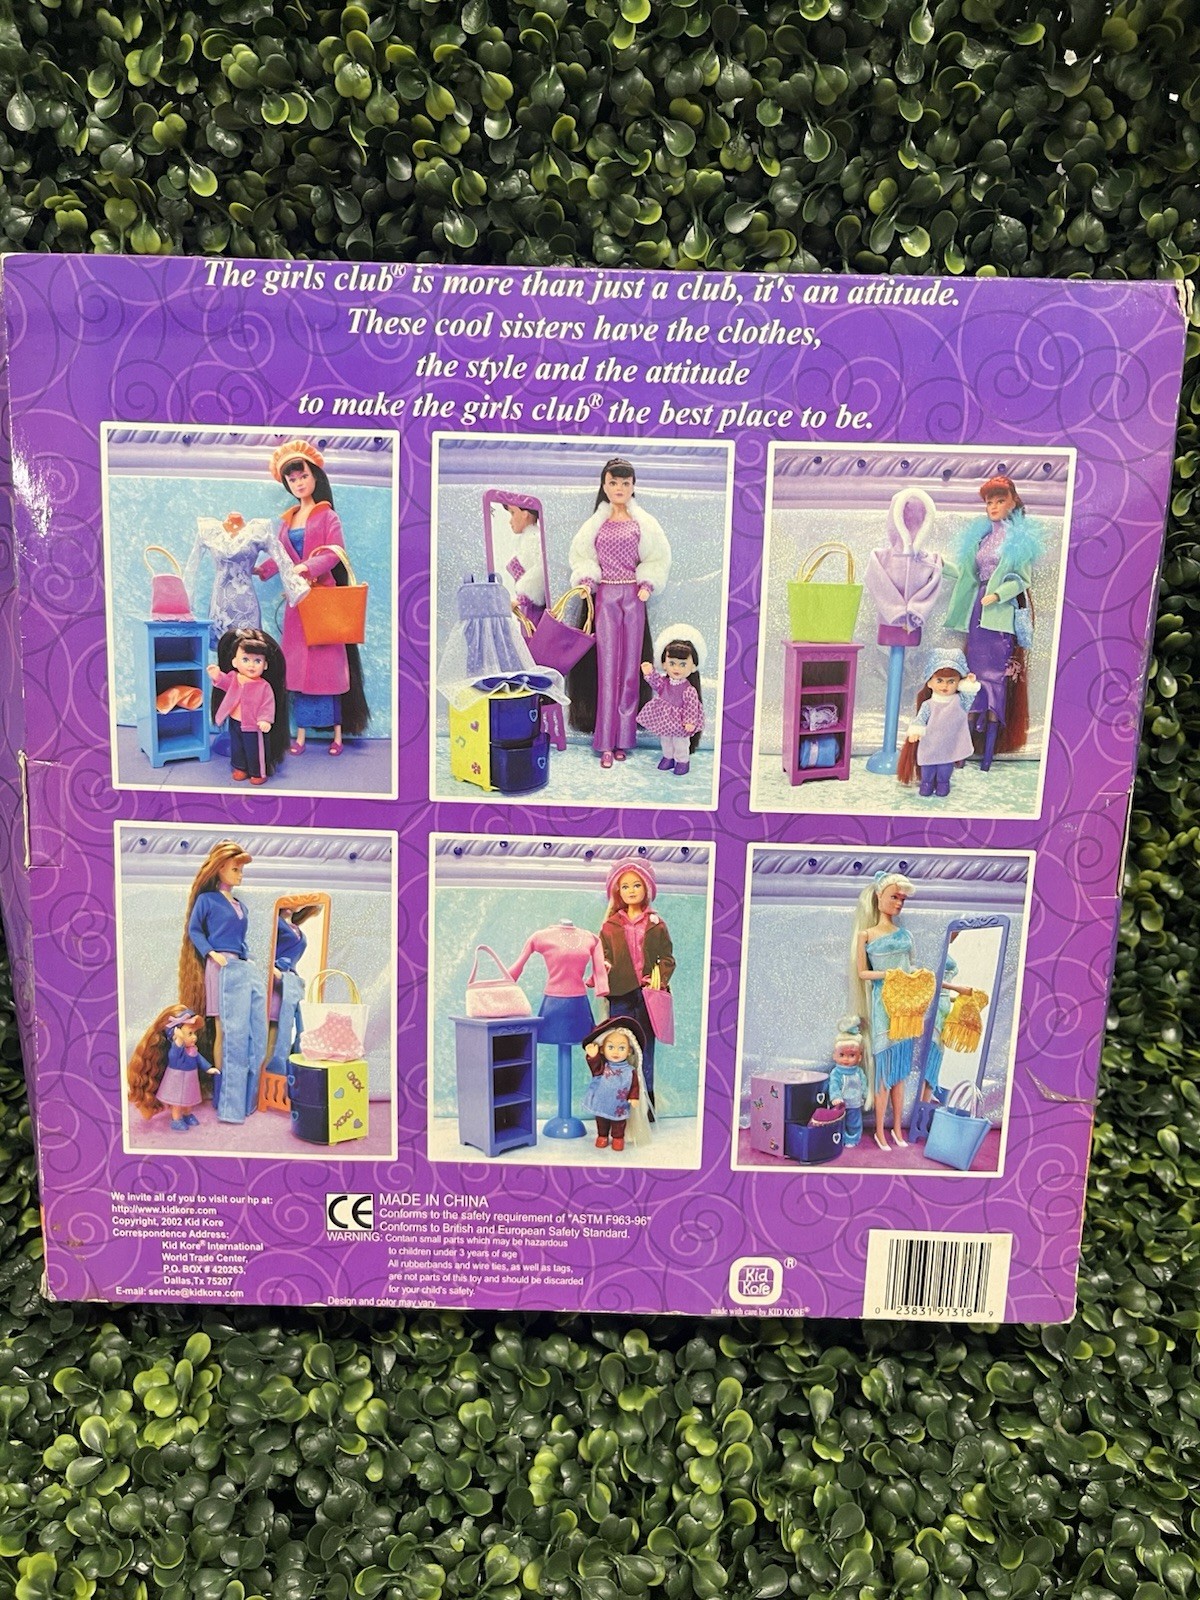 The girls club® is more than just a club, it's an attitude.
These cool sisters have the clothes,
the style and the attitude
to make the girls club® the best place to be.
We invite all of you to visit our hp at:
http://www.kidkore.com
Copyright, 2002 Kid Kore
Correspondence Address:
Kid Kore® International
World Trade Center,
P.O. BOX # 420263,
Dallas,Tx 75207
E-mail: service@kidkore.com
CE
MADE IN CHINA
Conforms to the safety requirement of "ASTM F963-96"
Conforms to British and European Safety Standard.
WARNING: Contain small parts which may be hazardous
to children under 3 years of age
All rubberbands and wire ties, as well as tags,
are not parts of this toy and should be discarded
for your child's safety.
Design and color may vary
Kid
Kore
®
made with care by KID KORE®
0 23831 91318 9